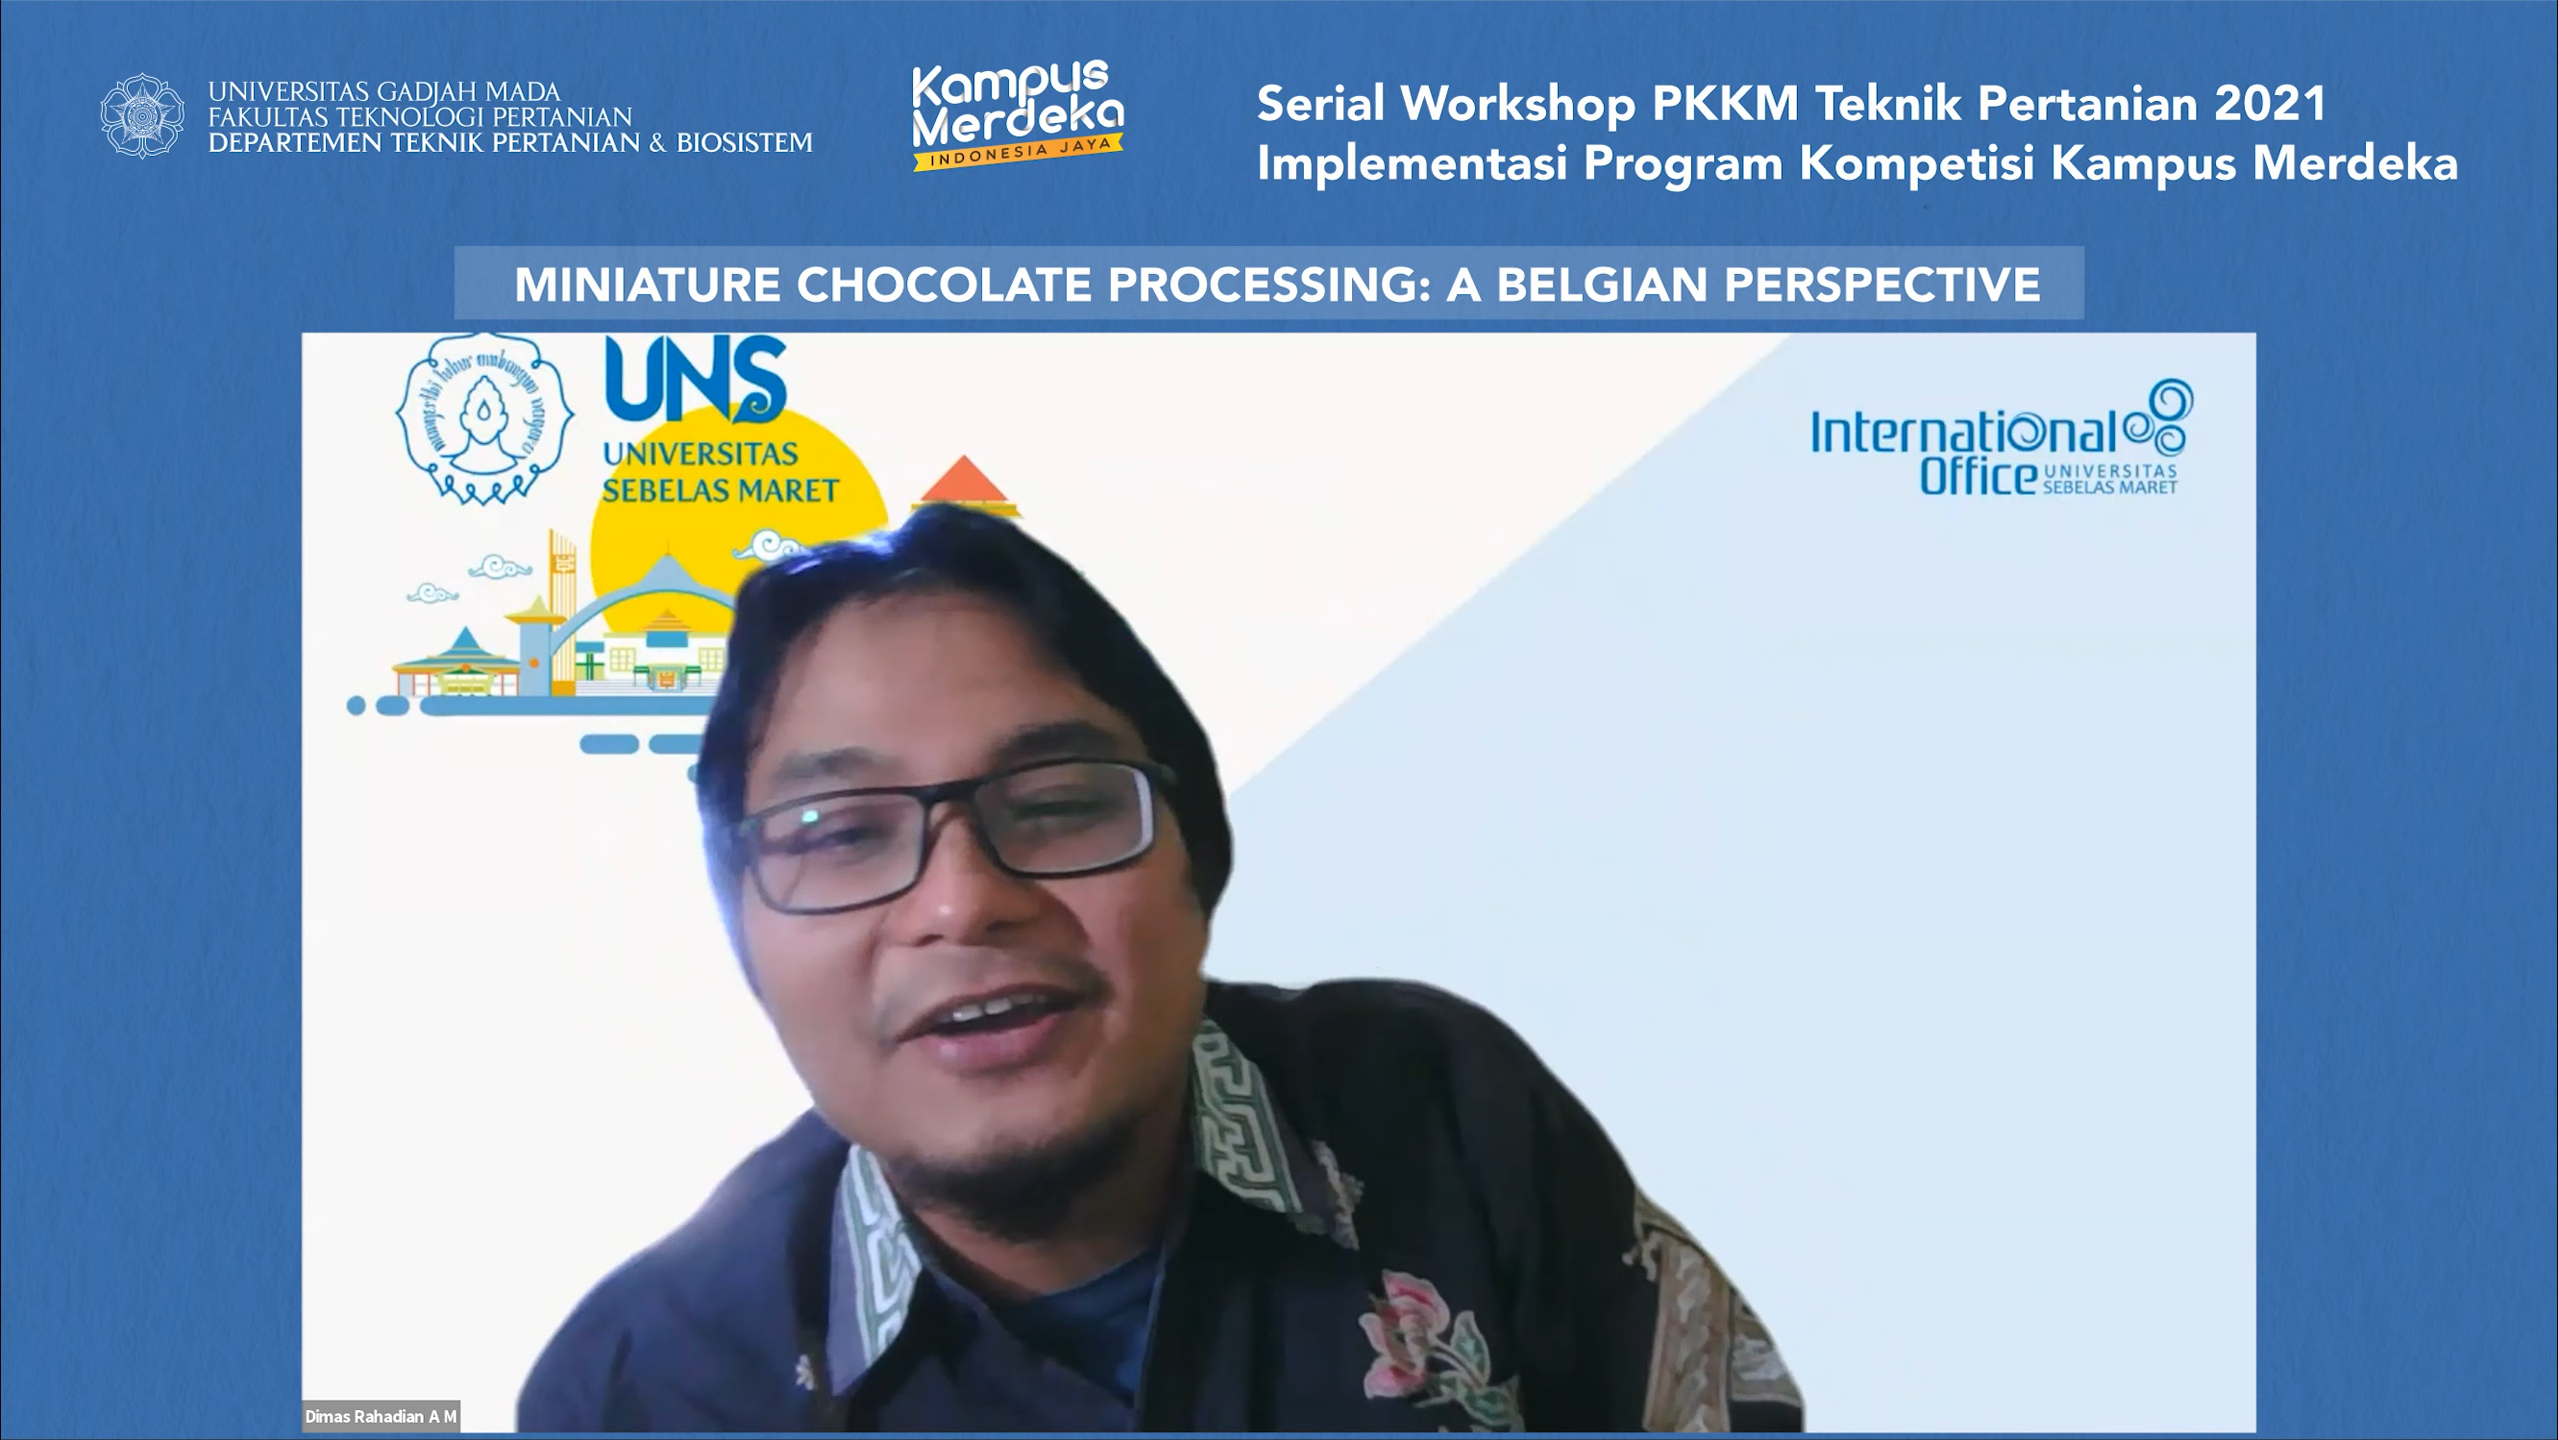 UNIVERSITAS GADJAH MADA
FAKULTAS TEKNOLOGI PERTANIAN
DEPARTEMEN TEKNIK PERTANIAN & BIOSISTEM
Kampus
Merdeka
INDONESIA JAYA
Serial Workshop PKKM Teknik Pertanian 2021
Implementasi Program Kompetisi Kampus Merdeka
MINIATURE CHOCOLATE PROCESSING: A BELGIAN PERSPECTIVE
UNS
UNIVERSITAS
SEBELAS MARET
International
Office UNIVERSITAS
SEBELAS MARET
Dimas Rahadian A M